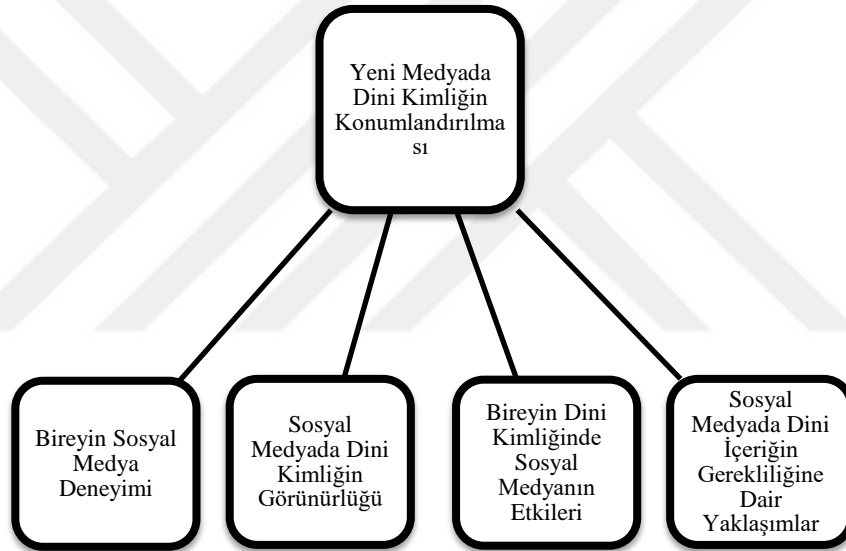 Yeni Medyada
Dini Kimliğin
Konumlandırılma
sı
Bireyin Sosyal
Medya
Deneyimi
Sosyal
Medyada Dini
Kimliğin
Görünürlüğü
Bireyin Dini
Kimliğinde
Sosyal
Medyanın
Etkileri
Sosyal
Medyada Dini
İçeriğin
Gerekliliğine
Dair
Yaklaşımlar